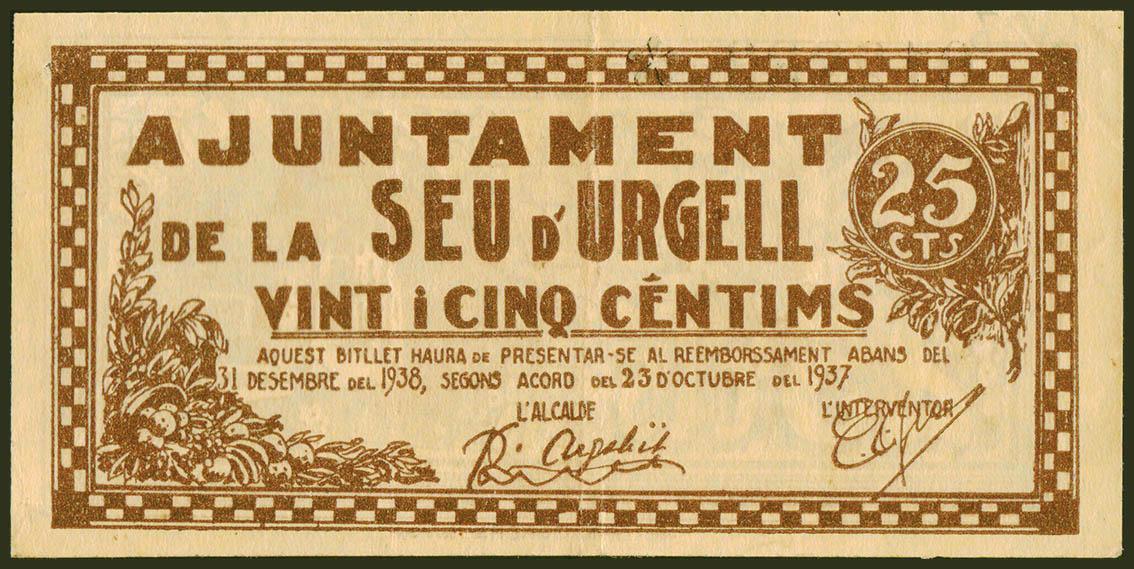 AJUNTAMENT
DE LA SEU D'URGELL
25
CTS
VINT i CINQ CÉNTIMS
AQUEST BITLLET HAURA DE PRESENTAR-SE AL REEMBORSSAMENT ABANS DEL
31 DESEMBRE DEL 1938, SEGONS ACORD DEL 23 D'OCTUBRE DEL 1937
L'ALCALDE L'INTERVENTOR